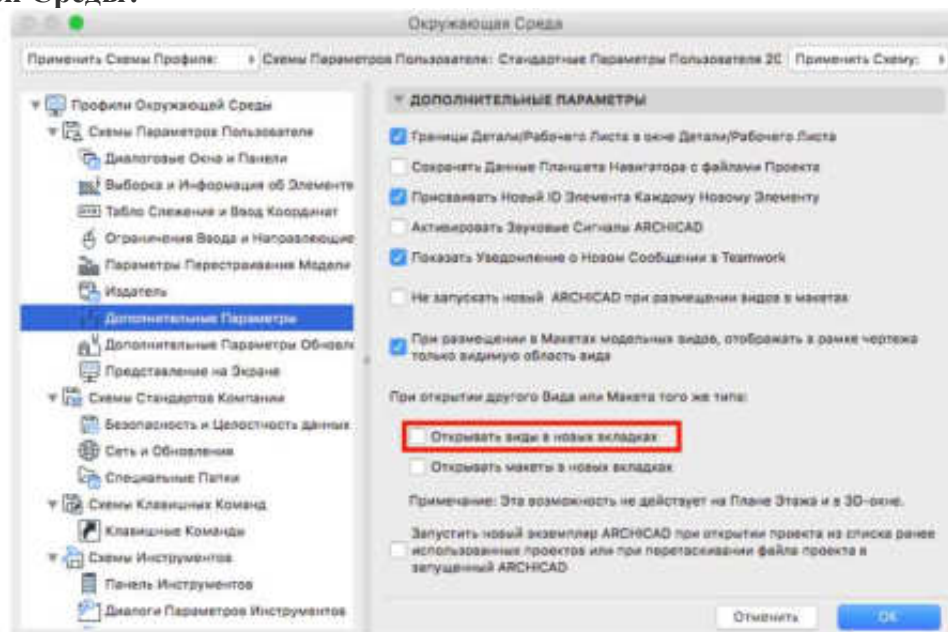 й Среды?
Окружающая Среда
Применить Схемы Профиля:
Схемы Параметров Пользователя: Стандартные Параметры Пользователя 20
Применить Схему:
Профили Окружающей Среды
Схемы Параметров Пользователя
Диалоговые Окна и Панели
Выборка и Информация об Элементе
Табло Слежения и Ввод Координат
Ограничения Ввода и Направляющие
Параметры Перестраивания Модели
Издатель
Дополнительные Параметры
Дополнительные Параметры Обновл
Представление на Экране
Схемы Стандартов Компании
Безопасность и Целостность данных
Сеть и Обновления
Специальные Папки
Схемы Клавишных Команд
Клавишные Команды
Схемы Инструментов
Панель Инструментов
Диалоги Параметров Инструментов
ДОПОЛНИТЕЛЬНЫЕ ПАРАМЕТРЫ
Границы Детали/Рабочего Листа в окне Детали/Рабочего Листа
Сохранять Данные Планшета Навигатора с файлами Проекта
Присваивать Новый ID Элемента Каждому Новому Элементу
Активировать Звуковые Сигналы ARCHICAD
Показать Уведомление о Новом Сообщении в Teamwork
Не запускать новый ARCHICAD при размещении видов в макетах
При размещении в Макетах модельных видов, отображать в рамке чертежа
только видимую область вида
При открытии другого Вида или Макета того же типа:
Открывать виды в новых вкладках
Открывать макеты в новых вкладках
Примечание: Эта возможность не действует на Плане Этажа и в 3D-окне.
Запустить новый экземпляр ARCHICAD при открытии проекта из списка ранее
использованных проектов или при перетаскивании файла проекта в
запущенный ARCHICAD
Отменить
OK